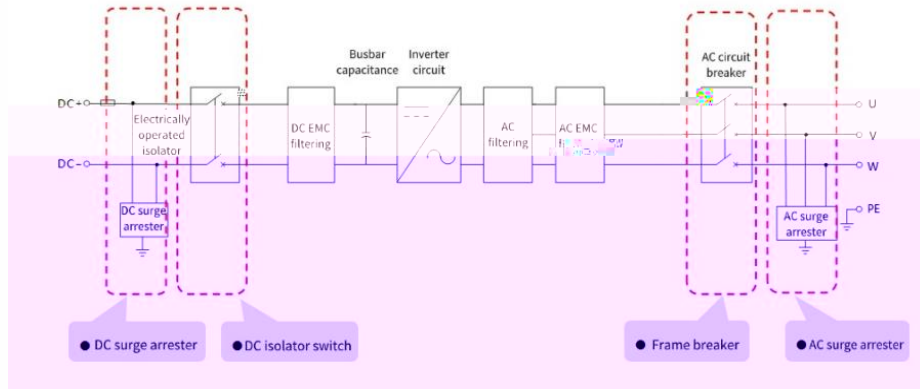 Busbar
capacitance
Inverter
circuit
AC circuit
breaker
DC+
Electrically
operated
isolator
DC-
DC EMC
filtering
AC
filtering
AC EMC
U
V
W
PE
DC surge
arrester
AC surge
arrester
● DC surge arrester
● DC isolator switch
● Frame breaker
● AC surge arrester